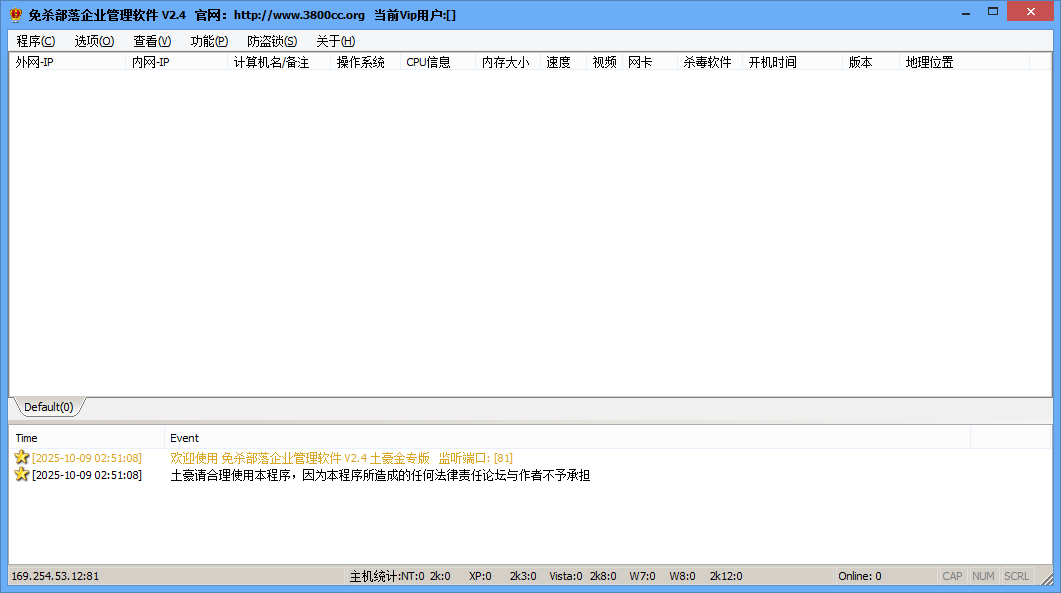 免杀部落企业管理软件 V2.4 官网：http://www.3800cc.org 当前Vip用户:[]
程序(C) 选项(O) 查看(V) 功能(P) 防盗锁(S) 关于(H)
外网-IP 内网-IP 计算机名/备注 操作系统 CPU信息 内存大小 速度 视频 网卡 杀毒软件 开机时间 版本 地理位置
Default(0)
Time Event
[2025-10-09 02:51:08] 欢迎使用 免杀部落企业管理软件 V2.4 土豪金专版 监听端口: [81]
[2025-10-09 02:51:08] 土豪请合理使用本程序，因为本程序所造成的任何法律责任论坛与作者不予承担
169.254.53.12:81 主机统计:NT:0 2k:0 XP:0 2k3:0 Vista:0 2k8:0 W7:0 W8:0 2k12:0 Online: 0 CAP NUM SCRL